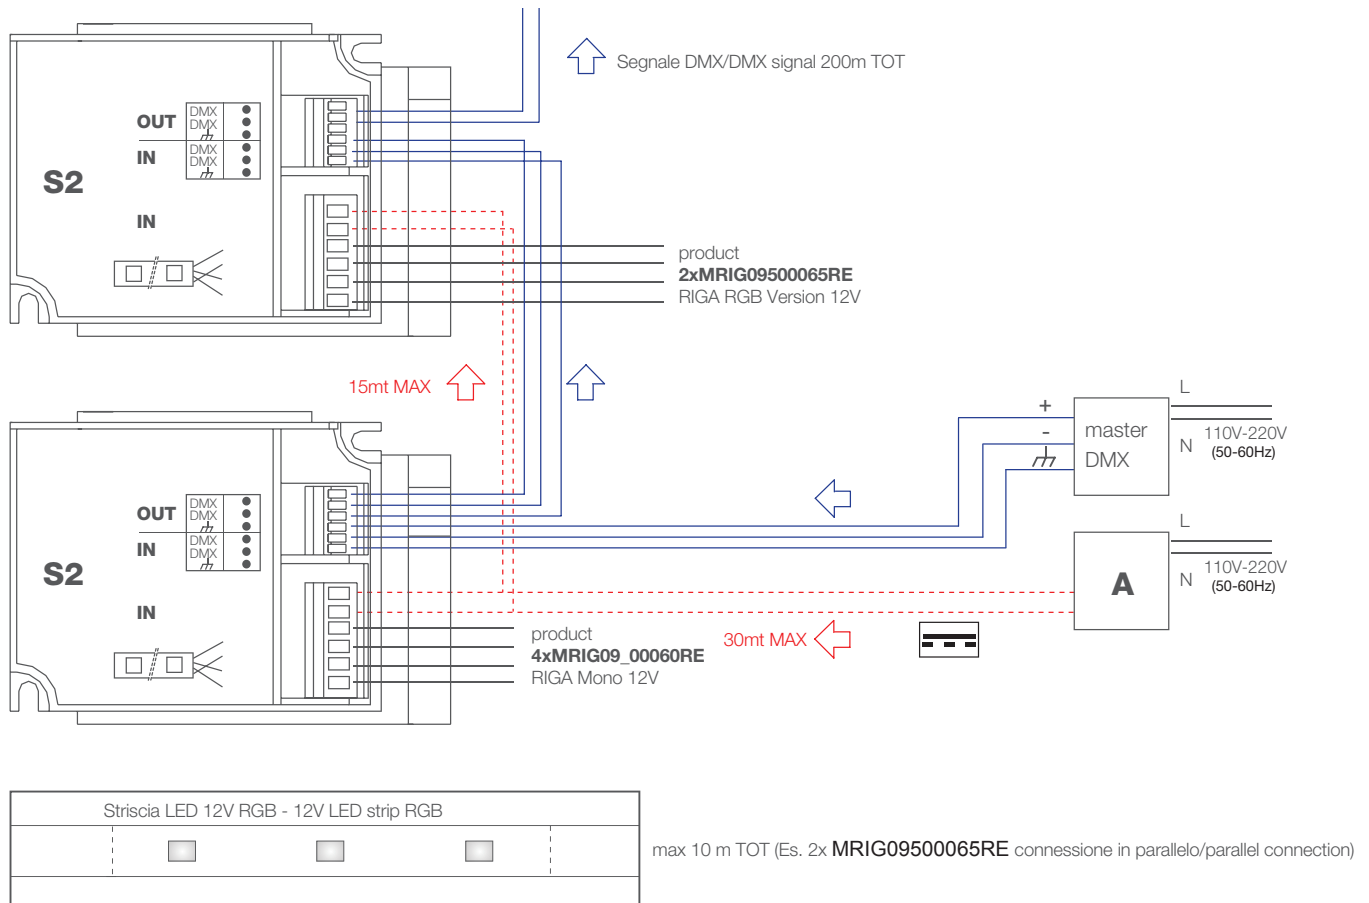 Segnale DMX/DMX signal 200m TOT
OUT
DMX
DMX
IN
DMX
DMX
S2
IN
product
2xMRIG09500065RE
RIGA RGB Version 12V
15mt MAX
+
-
master
DMX
L
N
110V-220V
(50-60Hz)
OUT
DMX
DMX
IN
DMX
DMX
S2
IN
A
L
N
110V-220V
(50-60Hz)
product
4xMRIG09_00060RE
RIGA Mono 12V
30mt MAX
Striscia LED 12V RGB - 12V LED strip RGB
max 10 m TOT (Es. 2x MRIG09500065RE connessione in parallelo/parallel connection)